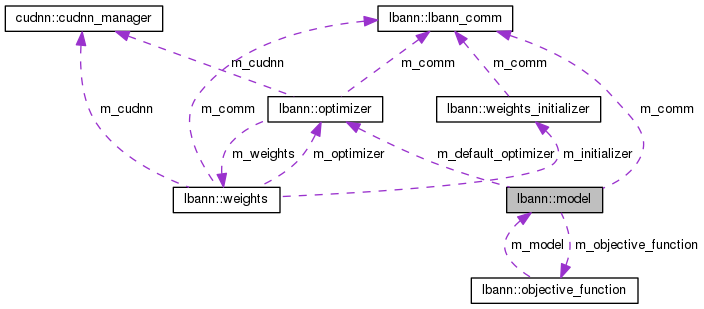 cudnn::cudnn_manager
lbann::lbann_comm
m_cudnn
m_comm
m_comm
lbann::optimizer
lbann::weights_initializer
m_cudnn
m_comm
m_comm
m_weights
m_optimizer
m_default_optimizer
m_initializer
lbann::weights
lbann::model
m_model
m_objective_function
lbann::objective_function